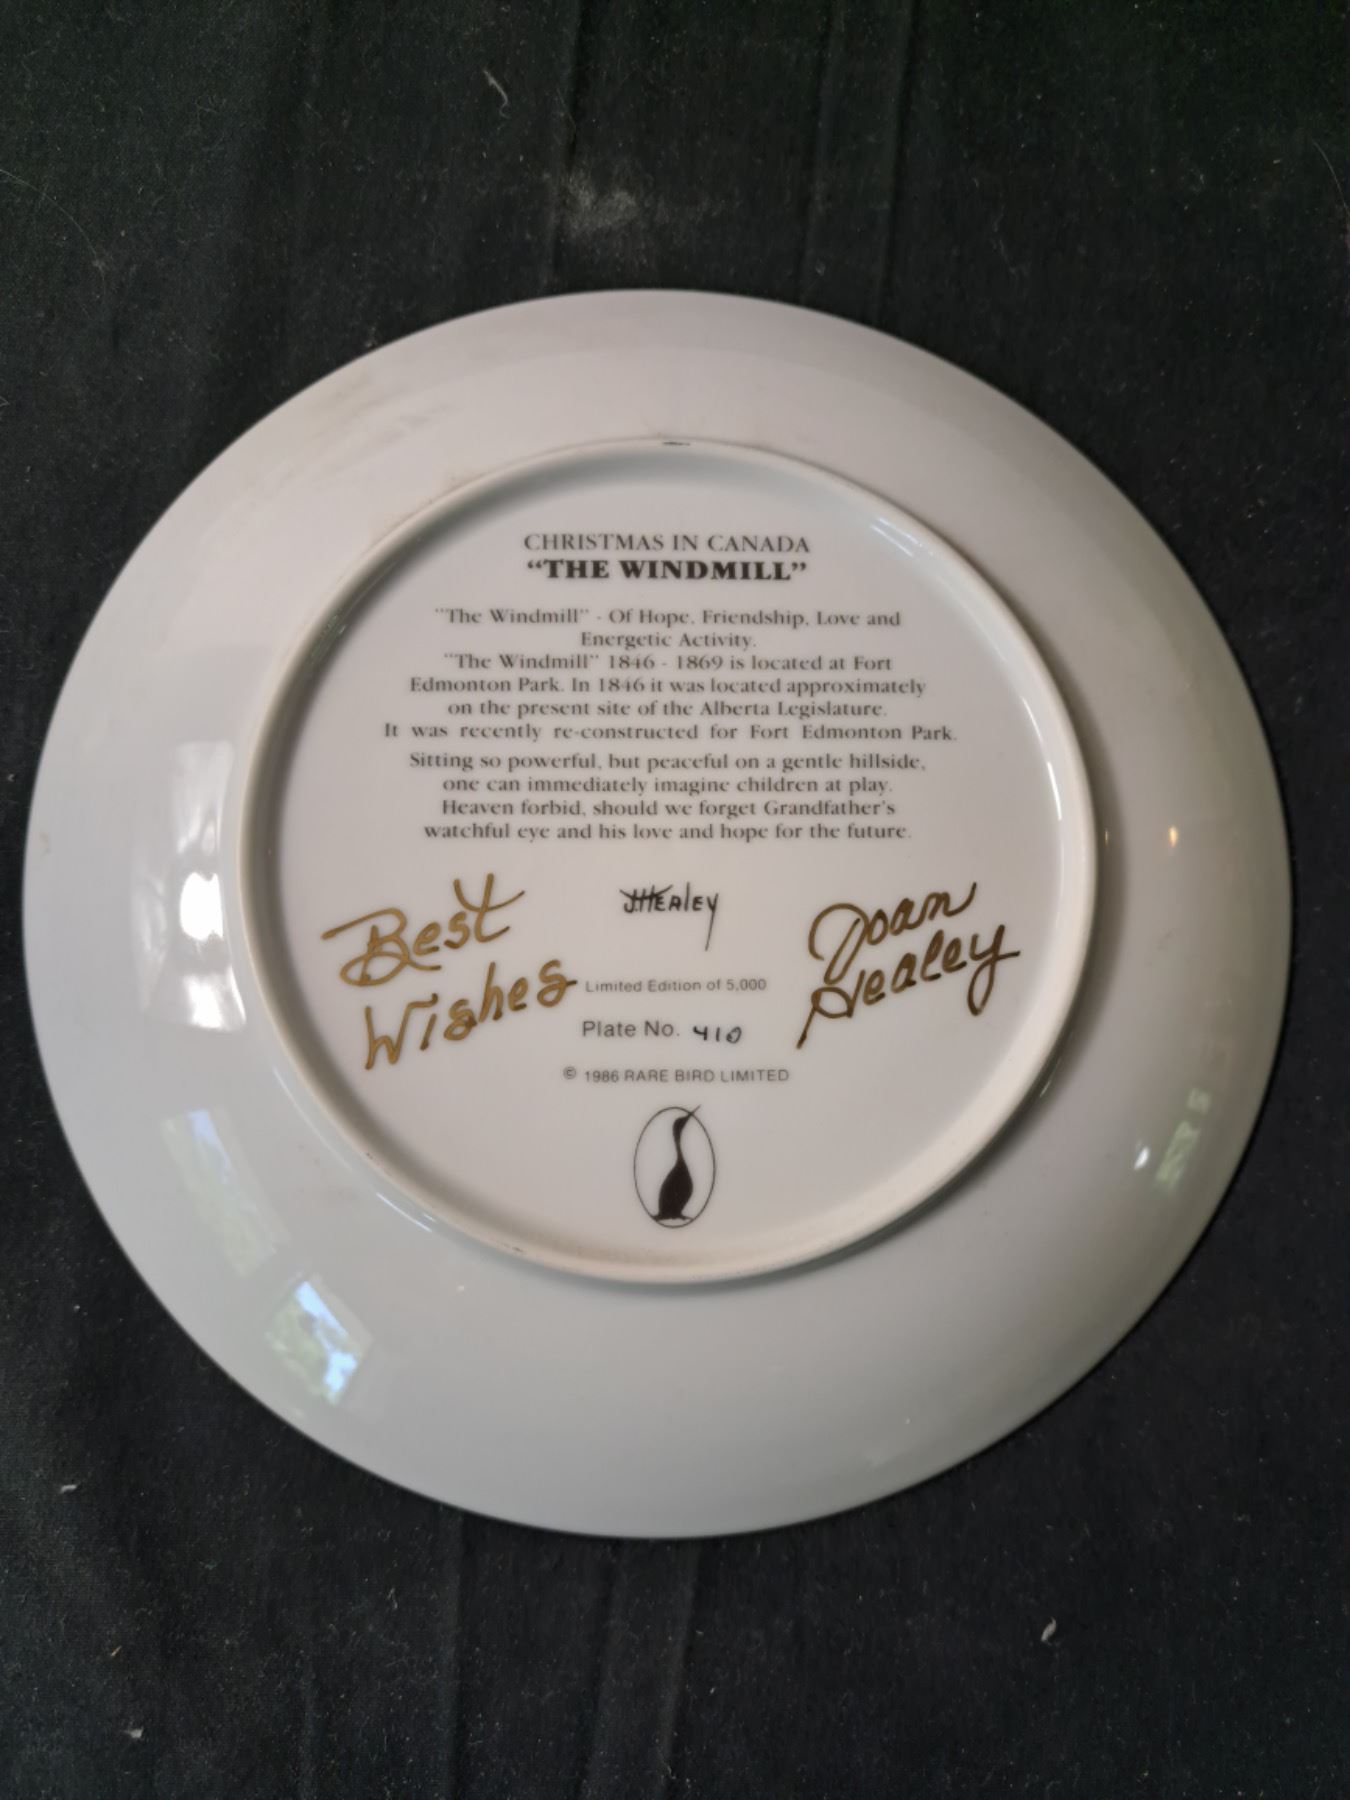 CHRISTMAS IN CANADA
“THE WINDMILL”
"The Windmill" - Of Hope, Friendship, Love and
Energetic Activity.
"The Windmill" 1846 - 1869 is located at Fort
Edmonton Park. In 1846 it was located approximately
on the present site of the Alberta Legislature.
It was recently re-constructed for Fort Edmonton Park.
Sitting so powerful, but peaceful on a gentle hillside,
one can immediately imagine children at play.
Heaven forbid, should we forget Grandfather's
watchful eye and his love and hope for the future.
Best
Wishes
J.Healey
Joan
Healey
Limited Edition of 5,000
Plate No. 410
© 1986 RARE BIRD LIMITED